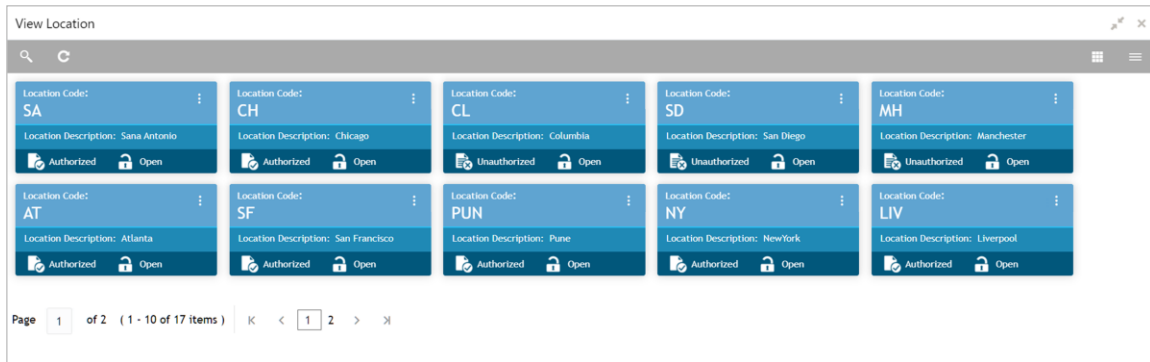 View Location
Location Code: Location Code: Location Code: Location Code: Location Code:
SA CH CL SD MH
Location Description: Sana Antonio Location Description: Chicago Location Description: Columbia Location Description: San Diego Location Description: Manchester
Authorized Open Authorized Open Unauthorized Open Unauthorized Open Unauthorized Open
Location Code: Location Code: Location Code: Location Code: Location Code:
AT SF PUN NY LIV
Location Description: Atlanta Location Description: San Francisco Location Description: Pune Location Description: NewYork Location Description: Liverpool
Authorized Open Authorized Open Authorized Open Authorized Open Authorized Open
Page 1 of 2 ( 1 - 10 of 17 items ) 1 2